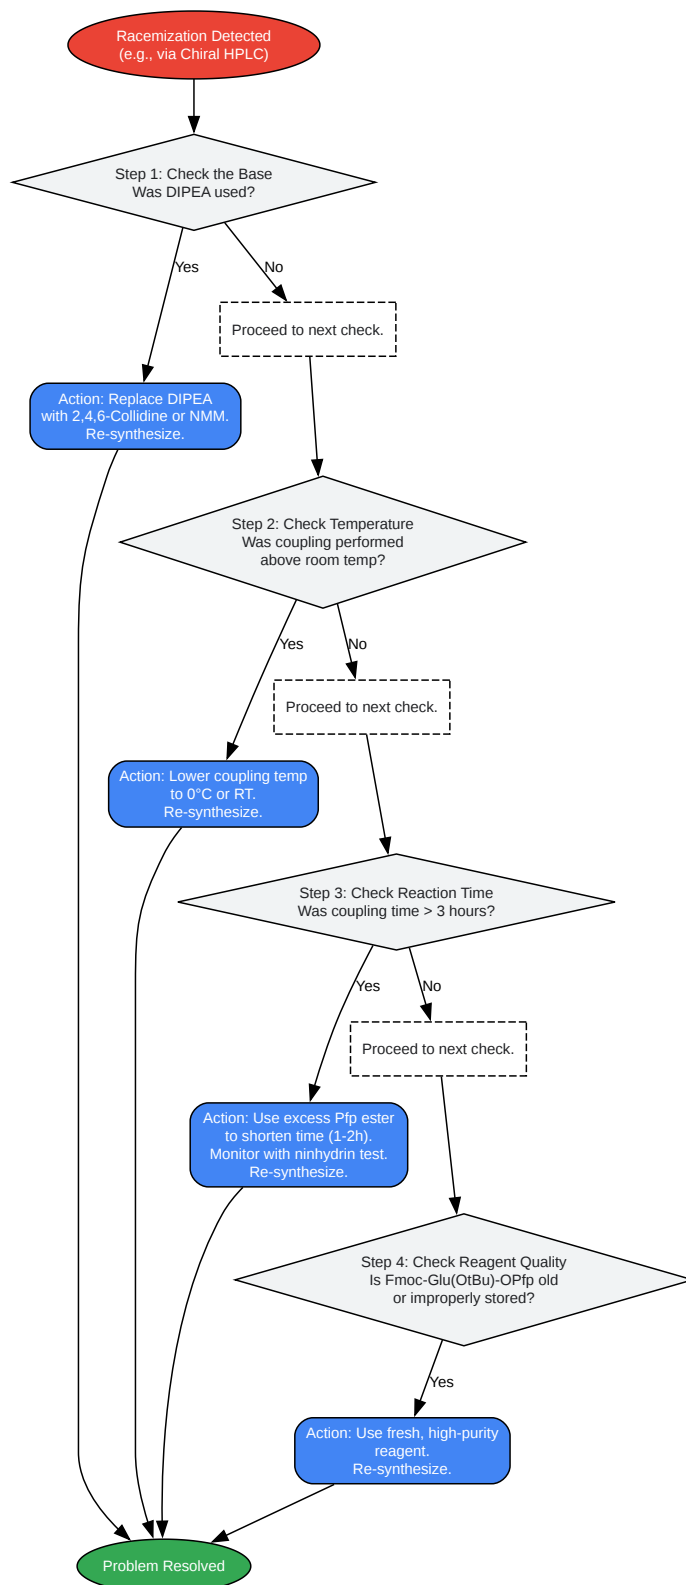 Racemization Detected
(e.g., via Chiral HPLC)
Step 1: Check the Base
Was DIPEA used?
Yes
No
Proceed to next check.
Action: Replace DIPEA
with 2,4,6-Collidine or NMM.
Re-synthesize.
Step 2: Check Temperature
Was coupling performed
above room temp?
Yes
No
Proceed to next check.
Action: Lower coupling temp
to 0°C or RT.
Re-synthesize.
Step 3: Check Reaction Time
Was coupling time > 3 hours?
Yes
No
Proceed to next check.
Action: Use excess Pfp ester
to shorten time (1-2h).
Monitor with ninhydrin test.
Re-synthesize.
Step 4: Check Reagent Quality
Is Fmoc-Glu(OtBu)-OPfp old
or improperly stored?
Yes
Action: Use fresh, high-purity
reagent.
Re-synthesize.
Problem Resolved